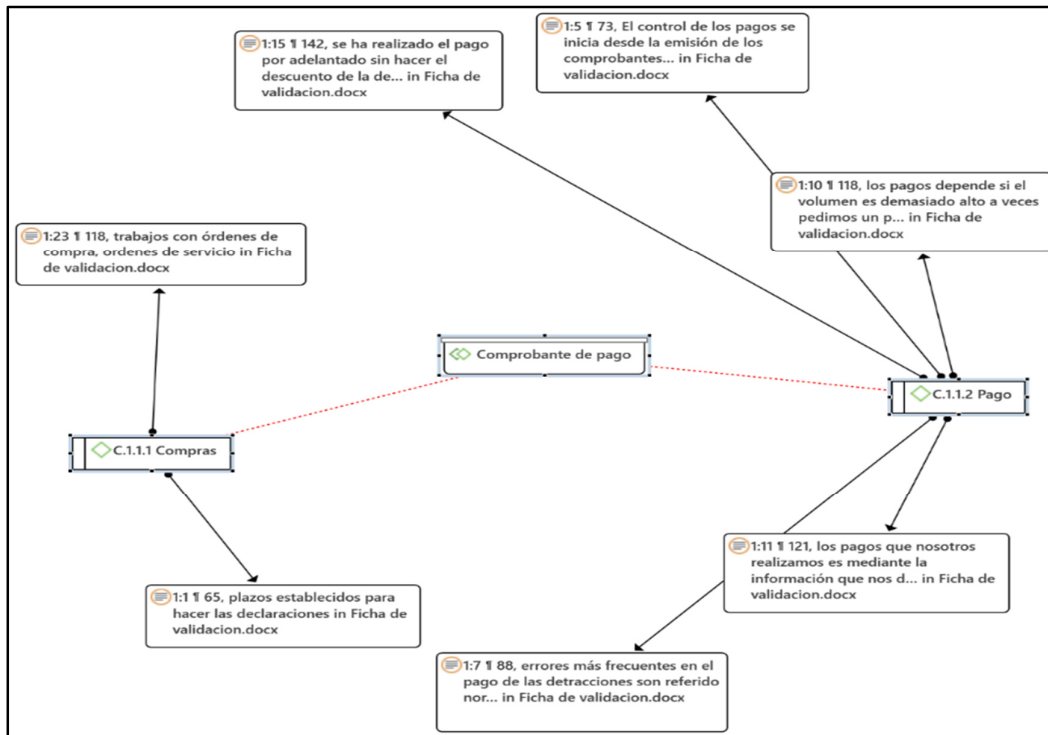 1:15 ¶ 142, se ha realizado el pago
por adelantado sin hacer el
descuento de la de... in Ficha de
validacion.docx
1:5 ¶ 73, El control de los pagos se
inicia desde la emisión de los
comprobantes... in Ficha de
validacion.docx
1:10 ¶ 118, los pagos depende si el
volumen es demasiado alto a veces
pedimos un p... in Ficha de
validacion.docx
1:23 ¶ 118, trabajos con órdenes de
compra, ordenes de servicio in Ficha
de validacion.docx
Comprobante de pago
C.1.1.2 Pago
C.1.1.1 Compras
1:11 ¶ 121, los pagos que nosotros
realizamos es mediante la
información que nos d... in Ficha de
validacion.docx
1:1 ¶ 65, plazos establecidos para
hacer las declaraciones in Ficha de
validacion.docx
1:7 ¶ 88, errores más frecuentes en el
pago de las detracciones son referido
nor... in Ficha de validacion.docx